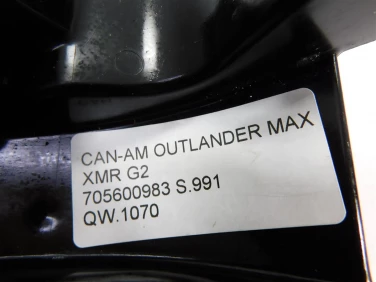 CAN-AM OUTLANDER MAX
XMR G2
705600983 S.991
QW.1070